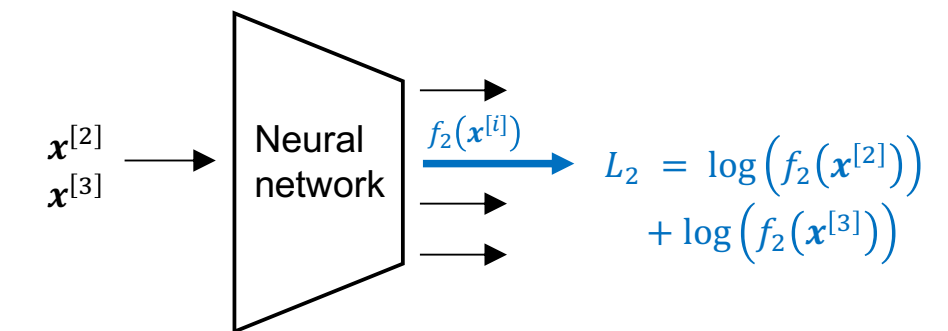 x^[2]
x^[3]
Neural
network
f_2(x^[i])
L_2 = log(f_2(x^[2]))
+ log(f_2(x^[3]))